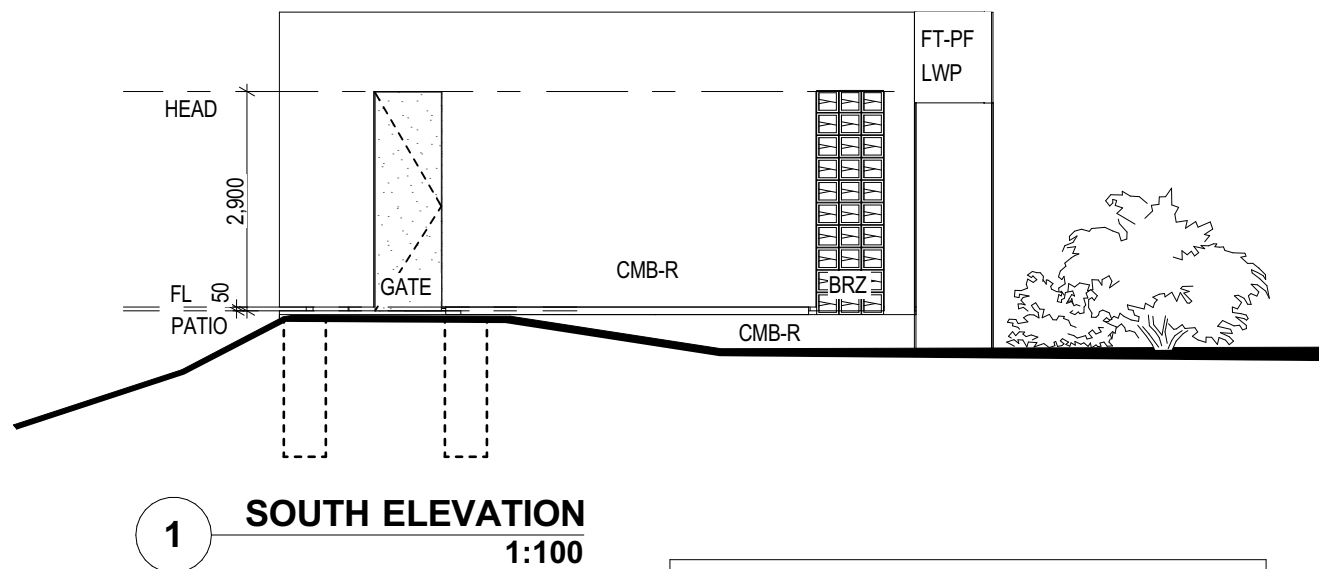 FT-PF
LWP
HEAD
2,900
CMB-R
GATE
BRZ
FL
50
PATIO
CMB-R
1
SOUTH ELEVATION
1:100